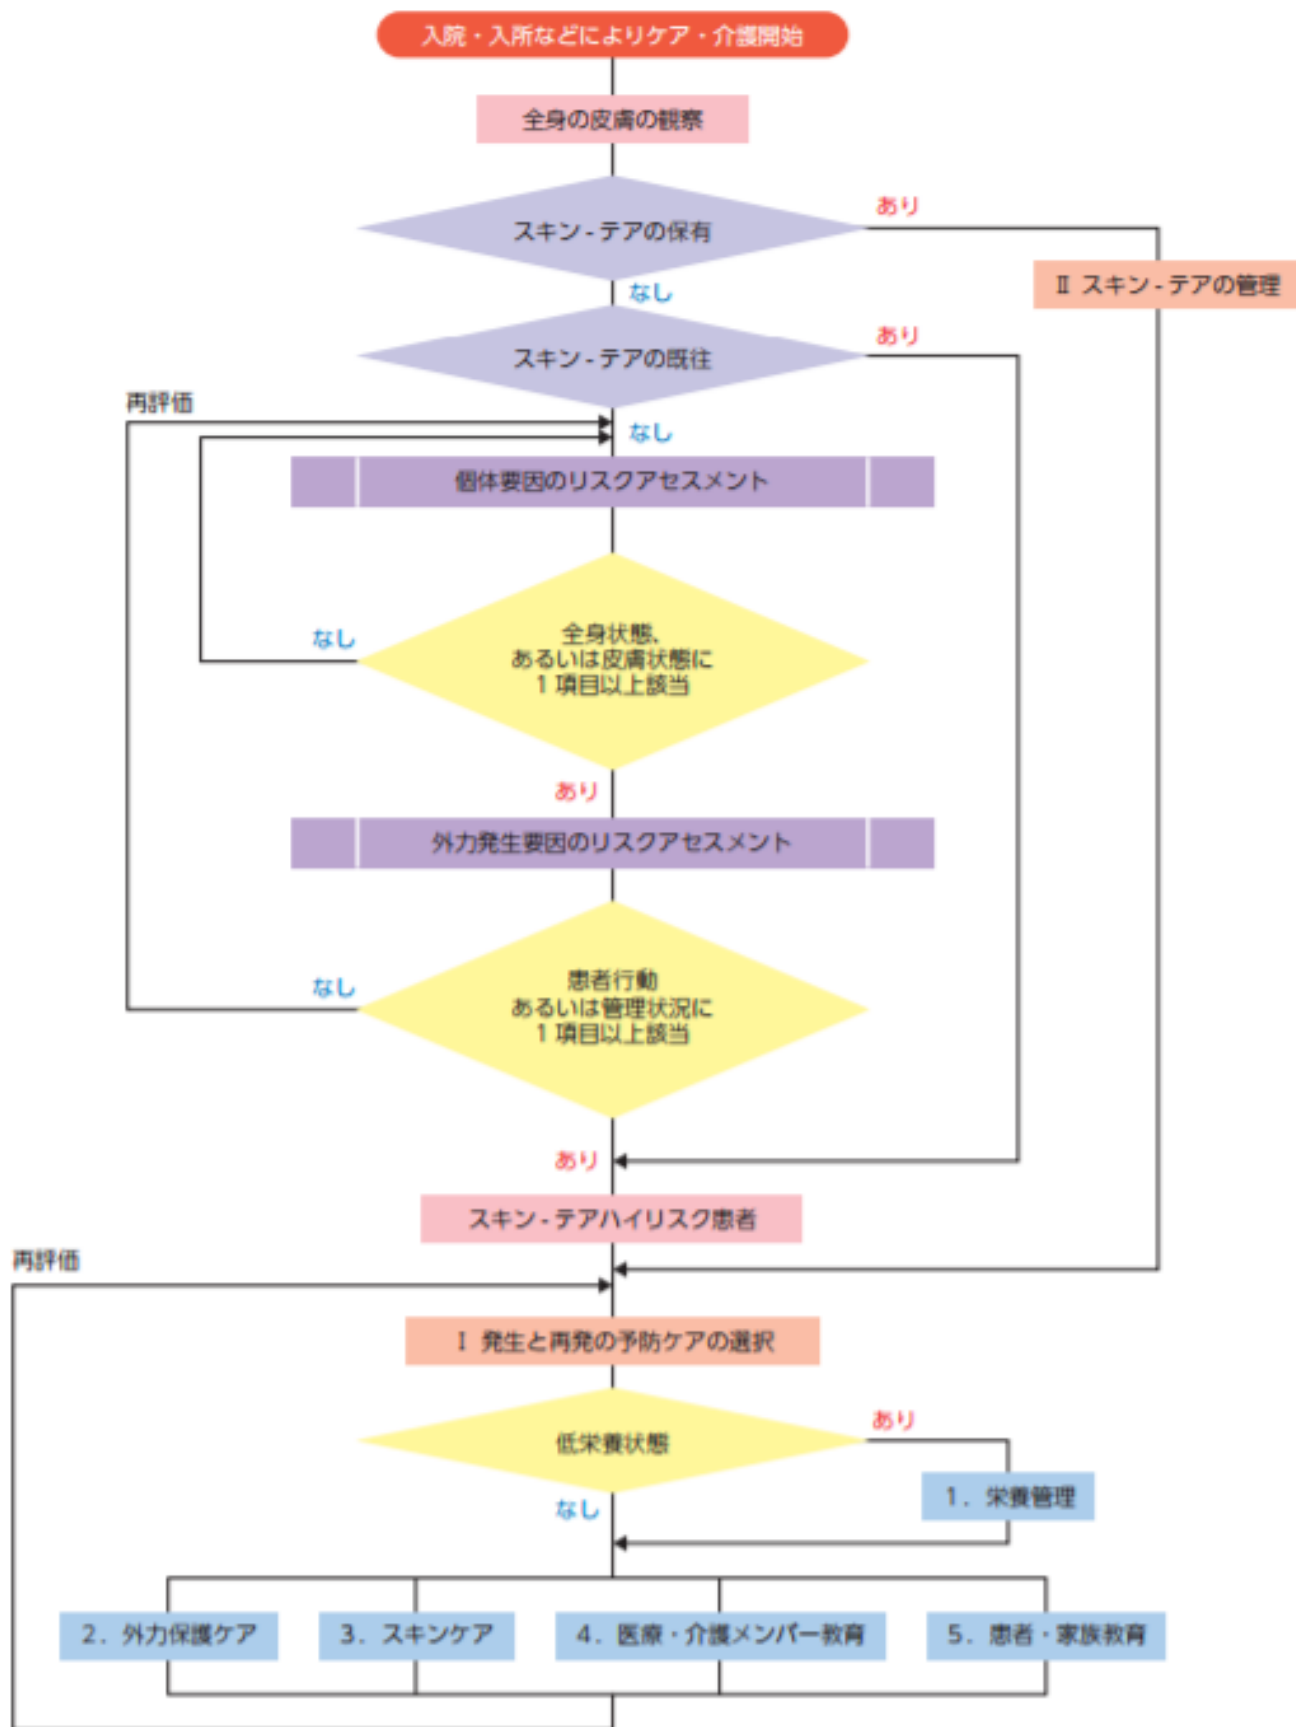 入院・入所などによりケア・介護開始
全身の皮膚の観察
スキン - テアの保有
あり
Ⅱ スキン - テアの管理
なし
スキン - テアの既往
あり
再評価
なし
個体要因のリスクアセスメント
全身状態、
あるいは皮膚状態に
1 項目以上該当
なし
あり
外力発生要因のリスクアセスメント
患者行動
あるいは管理状況に
1 項目以上該当
なし
あり
スキン - テアハイリスク患者
再評価
Ⅰ 発生と再発の予防ケアの選択
低栄養状態
あり
1．栄養管理
なし
2．外力保護ケア
3．スキンケア
4．医療・介護メンバー教育
5．患者・家族教育